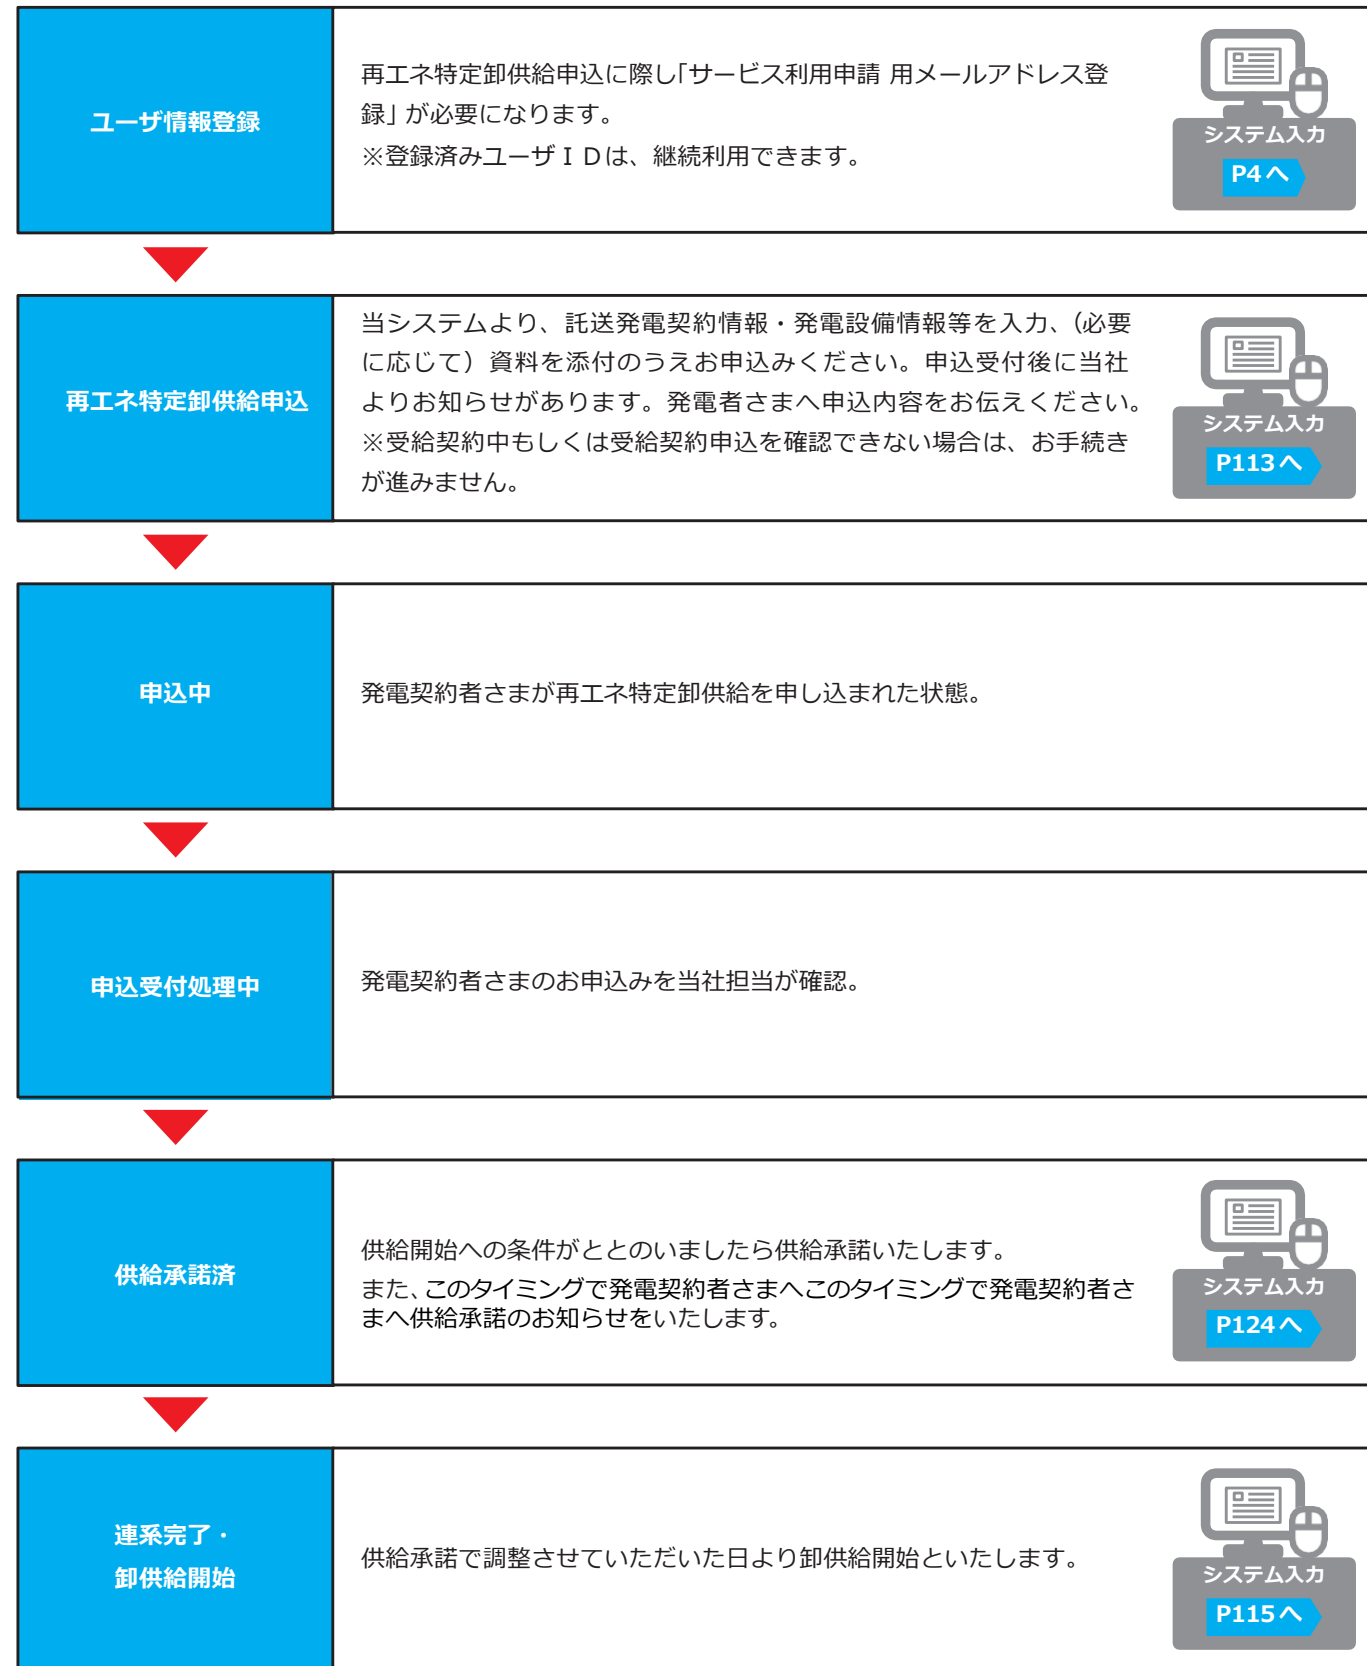 ユーザ情報登録
再エネ特定卸供給申込に際し「サービス利用申請 用メールアドレス登
録」が必要になります。
※登録済みユーザＩＤは、継続利用できます。
システム入力
P4へ
再エネ特定卸供給申込
当システムより、託送発電契約情報・発電設備情報等を入力、（必要
に応じて）資料を添付のうえお申込みください。申込受付後に当社
よりお知らせがあります。発電者さまへ申込内容をお伝えください。
※受給契約中もしくは受給契約申込を確認できない場合は、お手続き
が進みません。
システム入力
P113へ
申込中
発電契約者さまが再エネ特定卸供給を申し込まれた状態。
申込受付処理中
発電契約者さまのお申込みを当社担当が確認。
供給承諾済
供給開始への条件がととのいましたら供給承諾いたします。
また、このタイミングで発電契約者さまへこのタイミングで発電契約者さ
まへ供給承諾のお知らせをいたします。
システム入力
P124へ
連系完了・
卸供給開始
供給承諾で調整させていただいた日より卸供給開始といたします。
システム入力
P115へ